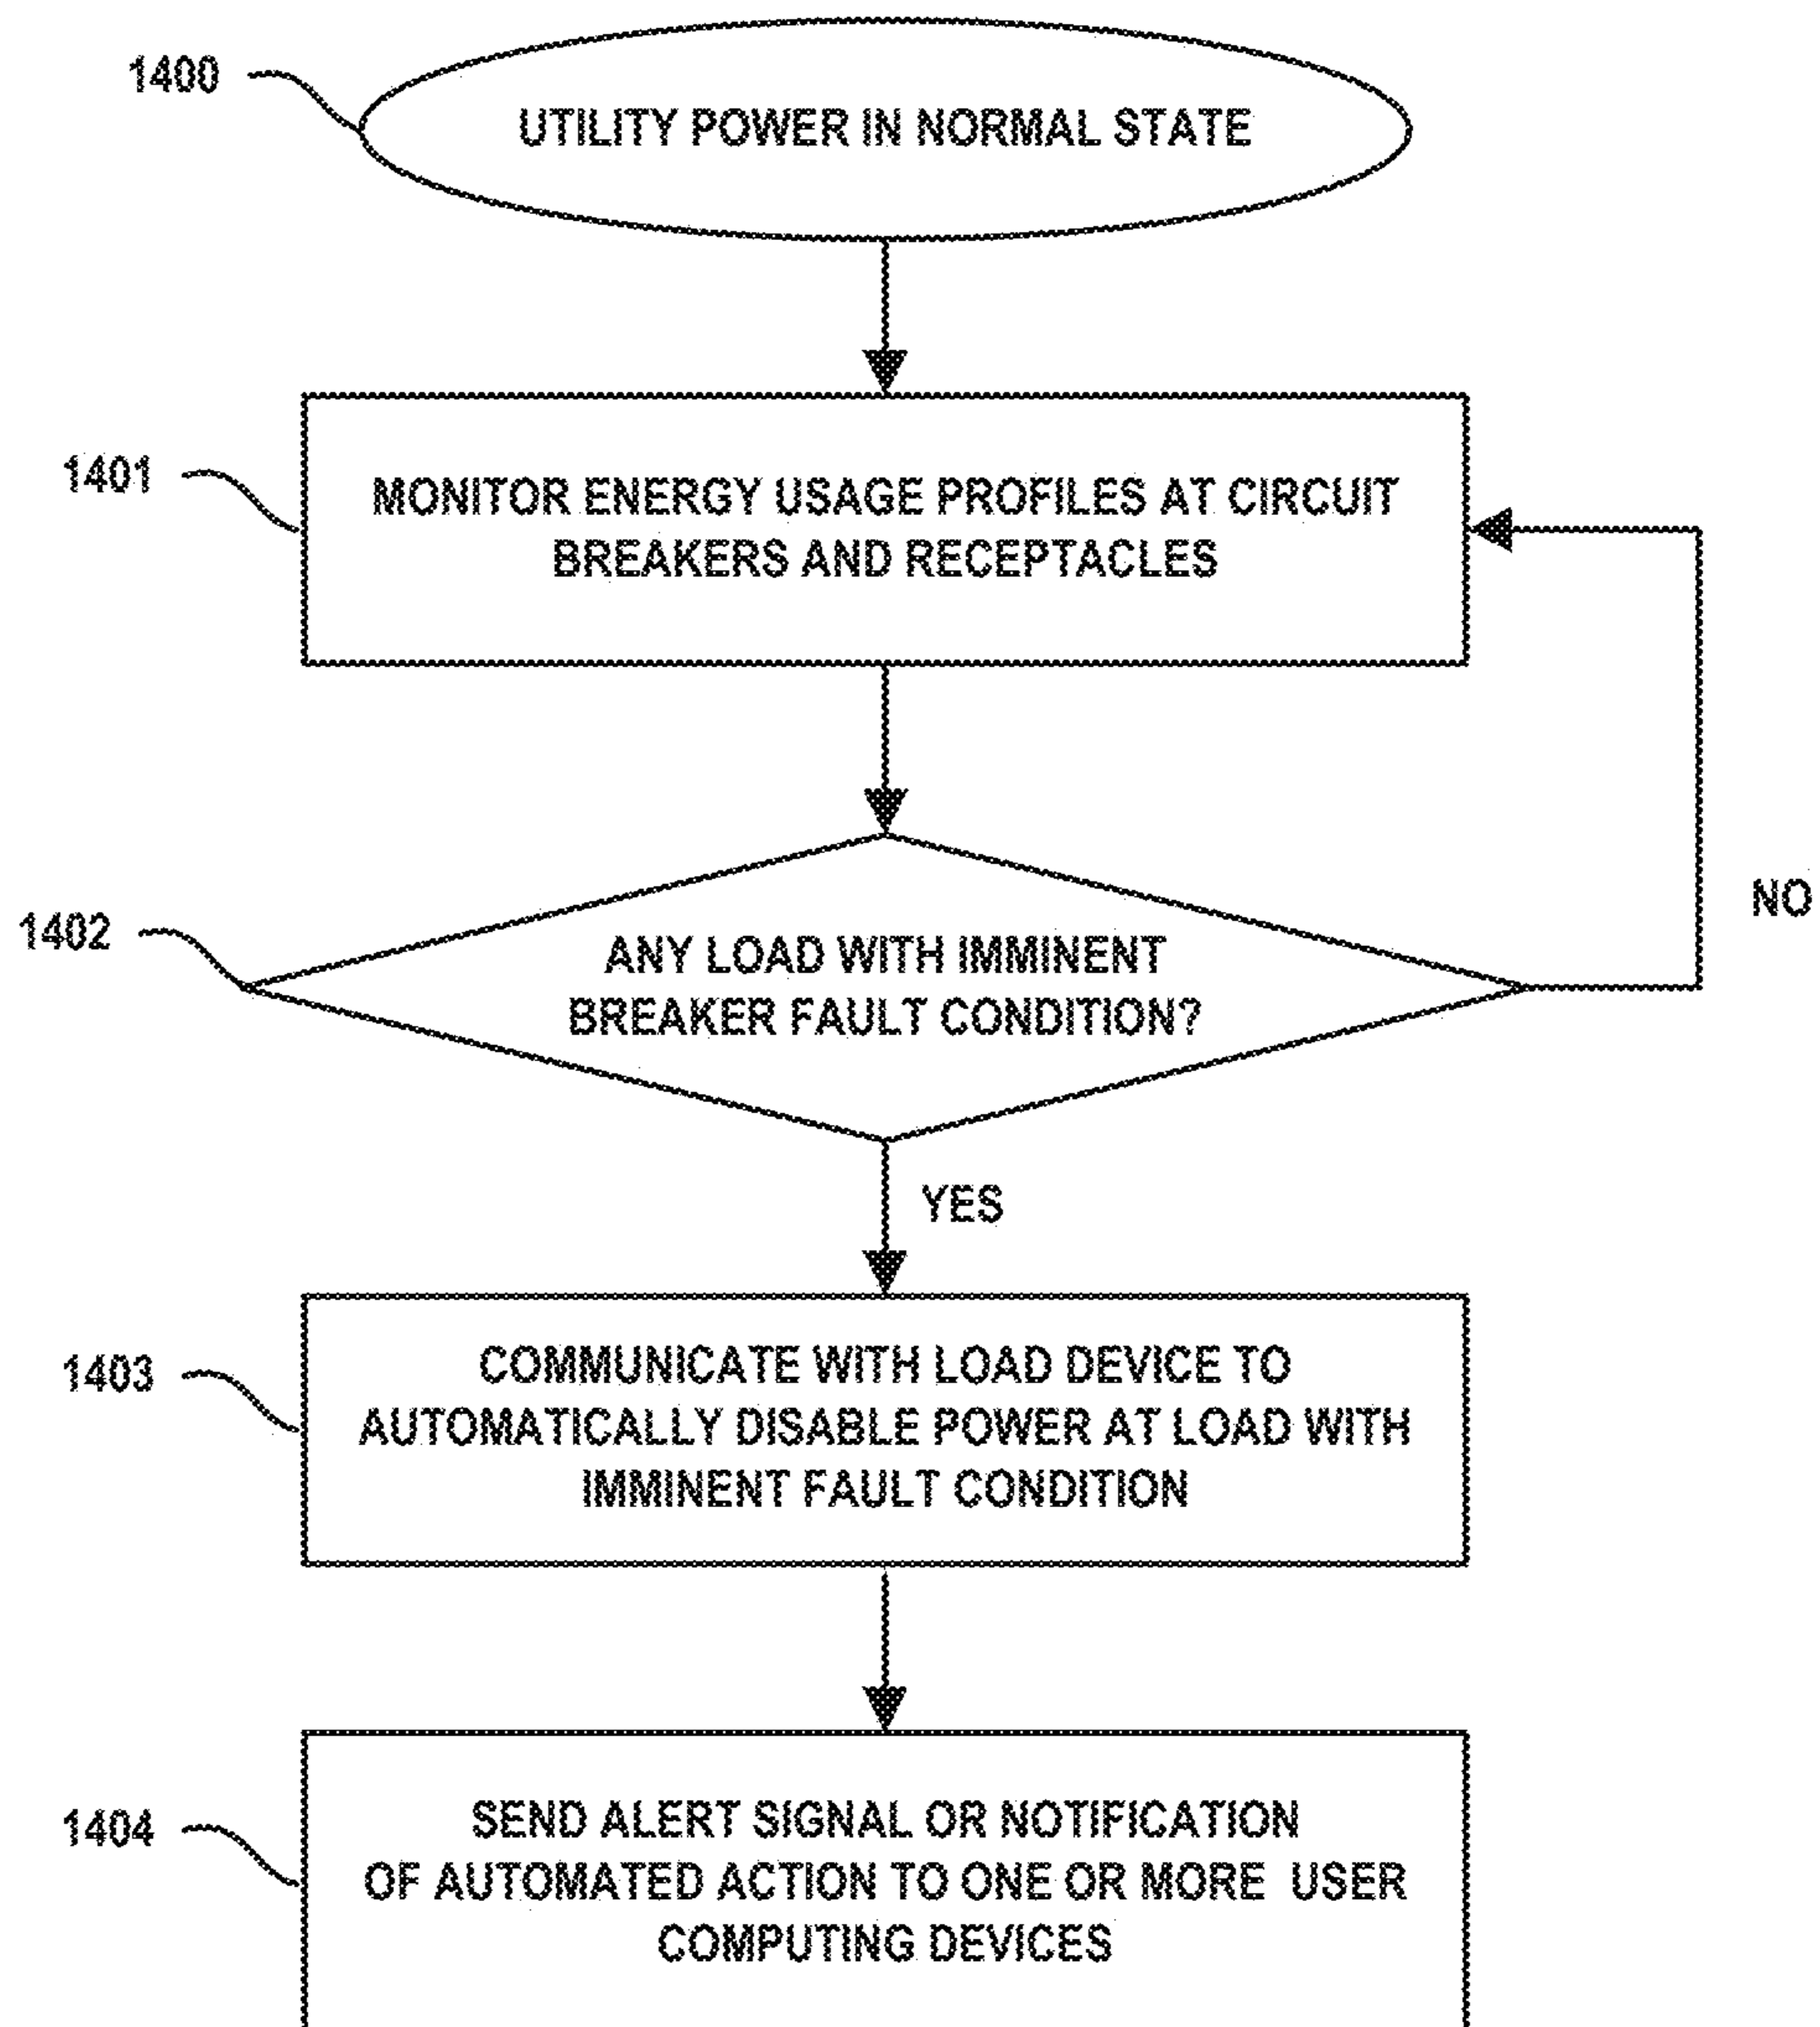 1400
UTILITY POWER IN NORMAL STATE
1401
MONITOR ENERGY USAGE PROFILES AT CIRCUIT
BREAKERS AND RECEPTACLES
1402
ANY LOAD WITH IMMINENT
BREAKER FAULT CONDITION?
NO
YES
1403
COMMUNICATE WITH LOAD DEVICE TO
AUTOMATICALLY DISABLE POWER AT LOAD WITH
IMMINENT FAULT CONDITION
1404
SEND ALERT SIGNAL OR NOTIFICATION
OF AUTOMATED ACTION TO ONE OR MORE USER
COMPUTING DEVICES